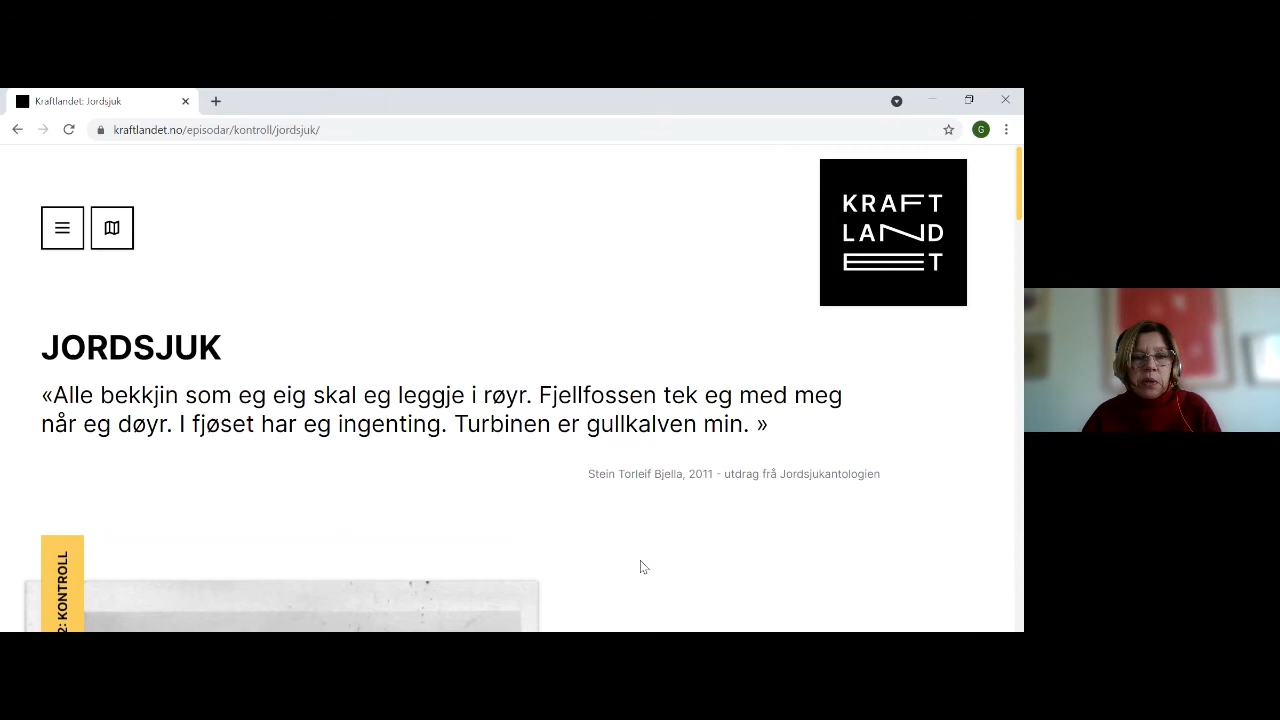 Kraftlandet: Jordsjuk
kraftlandet.no/episodar/kontroll/jordsjuk/
G
KRAFT
LAND
ET
JORDSJUK
«Alle bekkjin som eg eig skal eg leggje i røyr. Fjellfossen tek eg med meg
når eg døyr. I fjøset har eg ingenting. Turbinen er gullkalven min. »
Stein Torleif Bjella, 2011 - utdrag frå Jordsjukantologien
2: KONTROLL